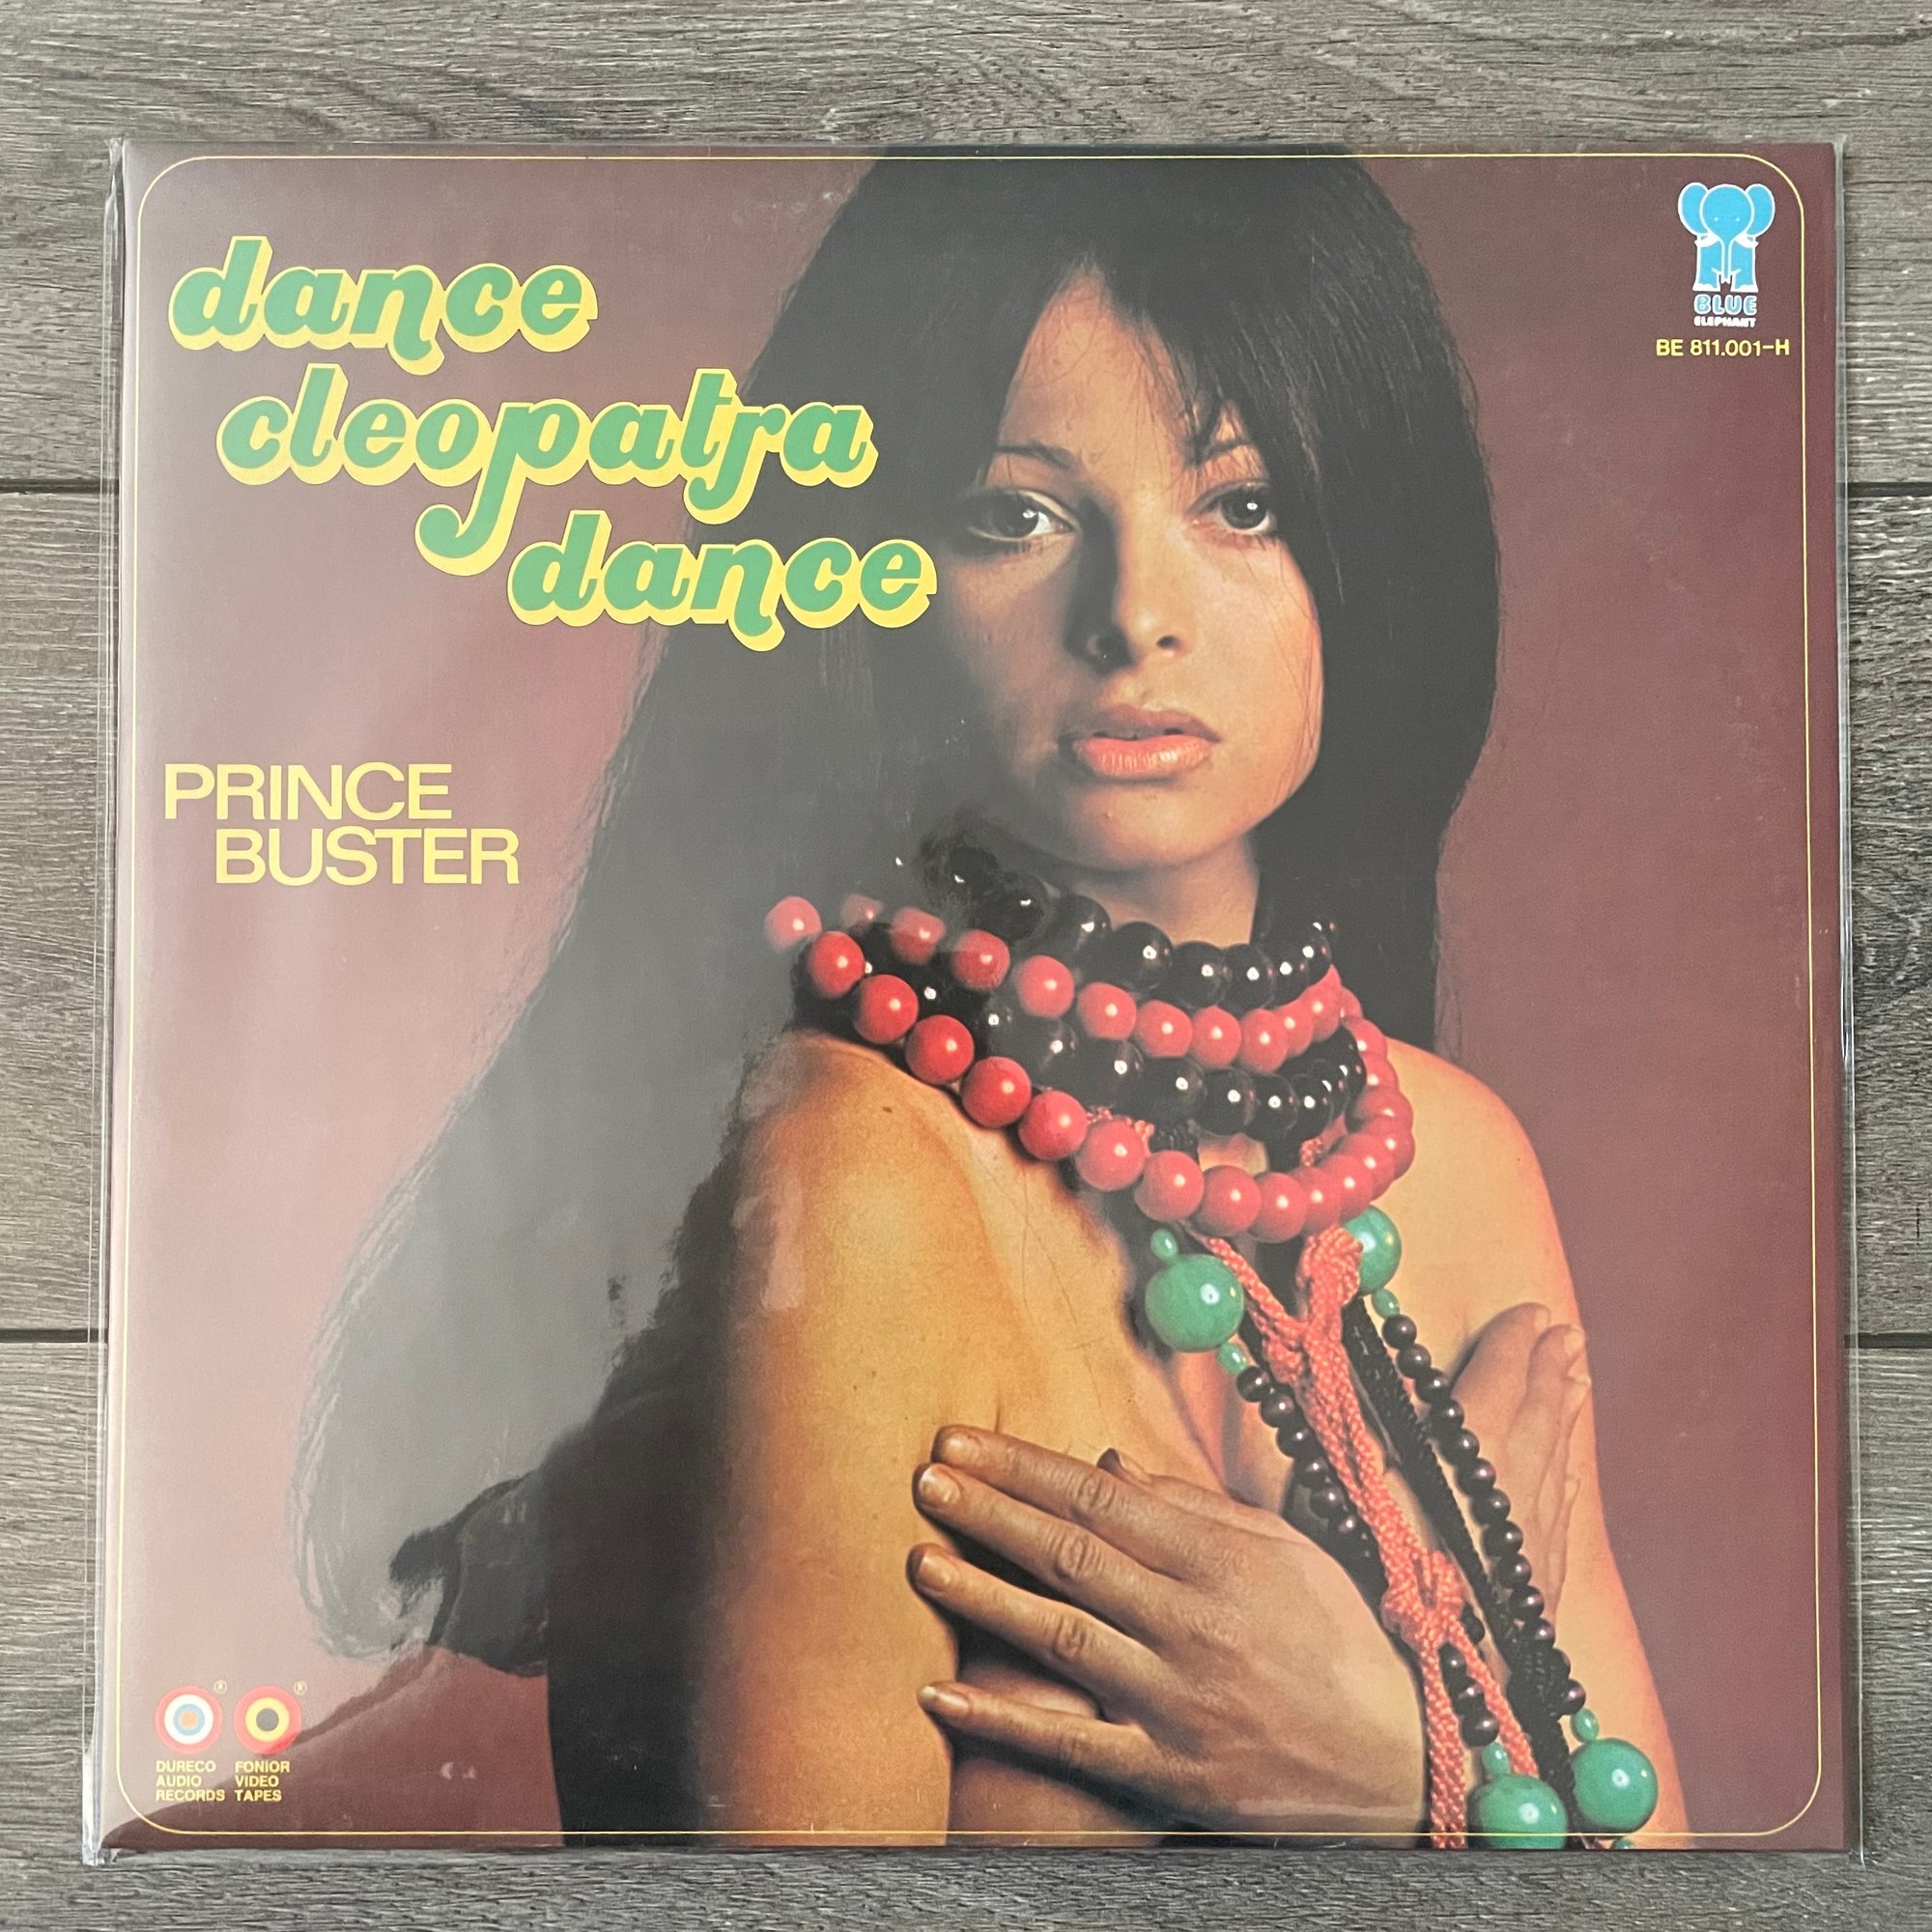 dance
cleopatra
dance
BLUE
ELEPHANT
BE 811.001-H
PRINCE
BUSTER
® ®
DURECO FONIOR
AUDIO VIDEO
RECORDS TAPES